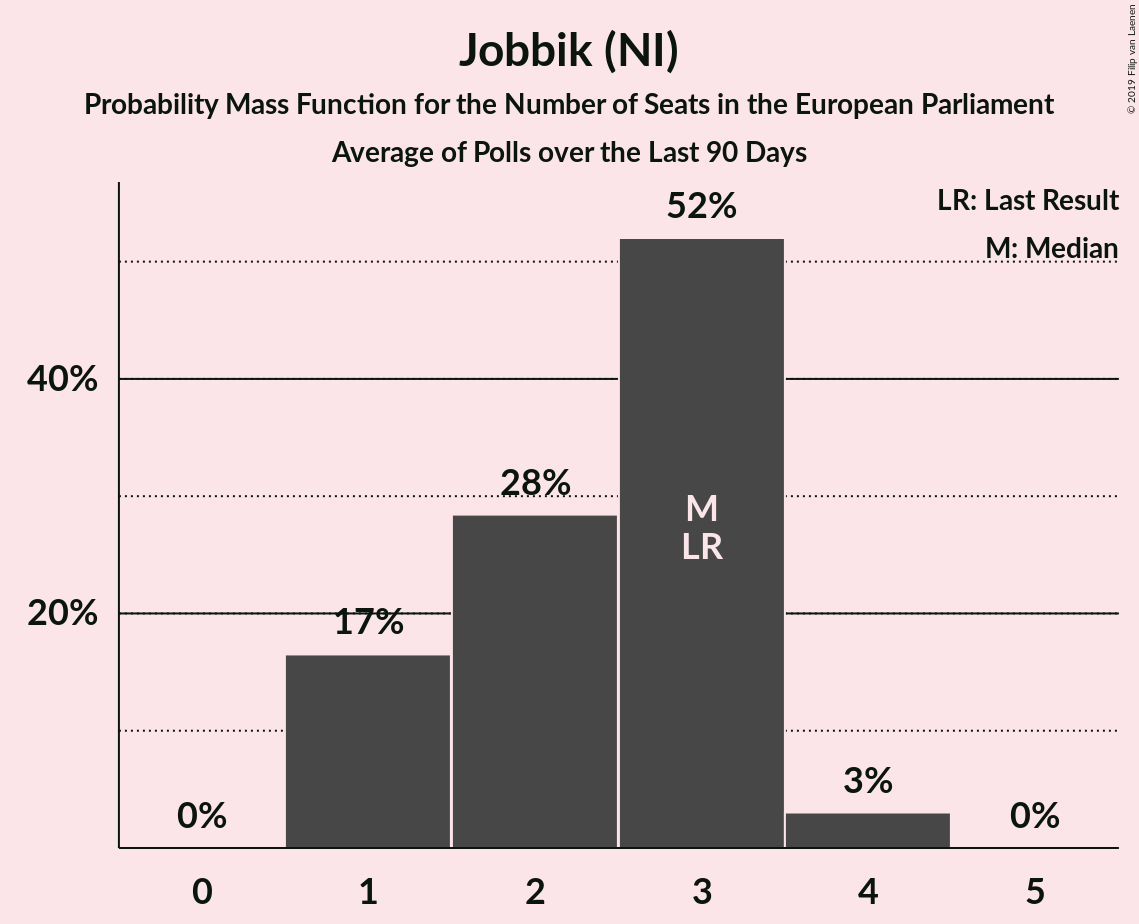 Jobbik (NI)
Probability Mass Function for the Number of Seats in the European Parliament
Average of Polls over the Last 90 Days
© 2019 Filip van Laenen
LR: Last Result
M: Median
52%
40%
28%
M
LR
20%
17%
3%
0%
0%
0 1 2 3 4 5